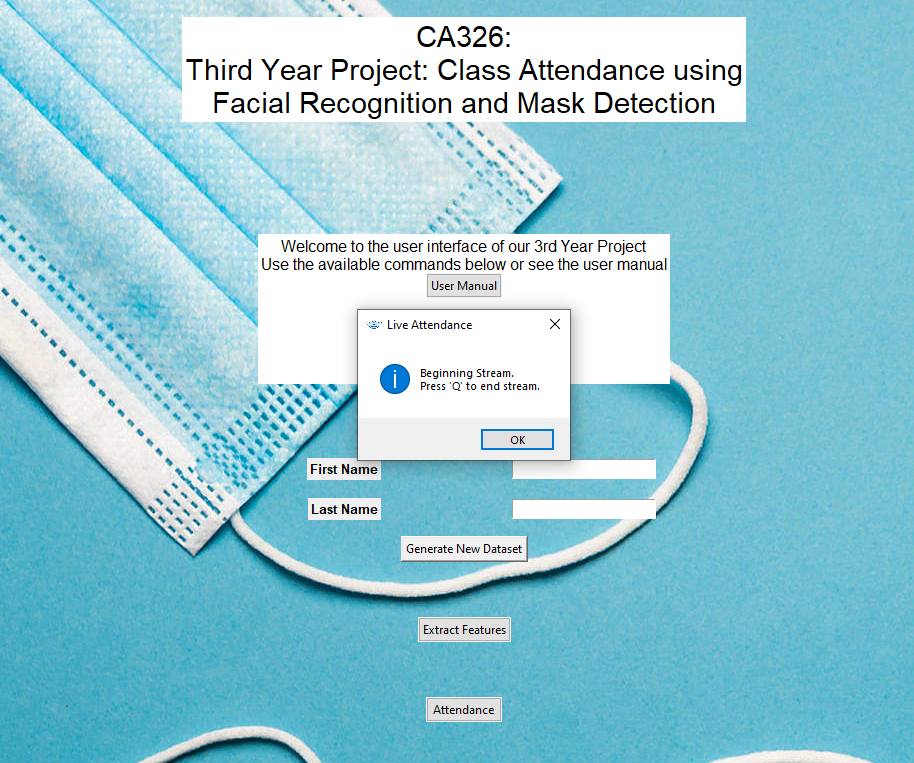 CA326:
Third Year Project: Class Attendance using
Facial Recognition and Mask Detection
Welcome to the user interface of our 3rd Year Project
Use the available commands below or see the user manual
User Manual
Live Attendance
Beginning Stream.
Press 'Q' to end stream.
OK
First Name
Last Name
Generate New Dataset
Extract Features
Attendance